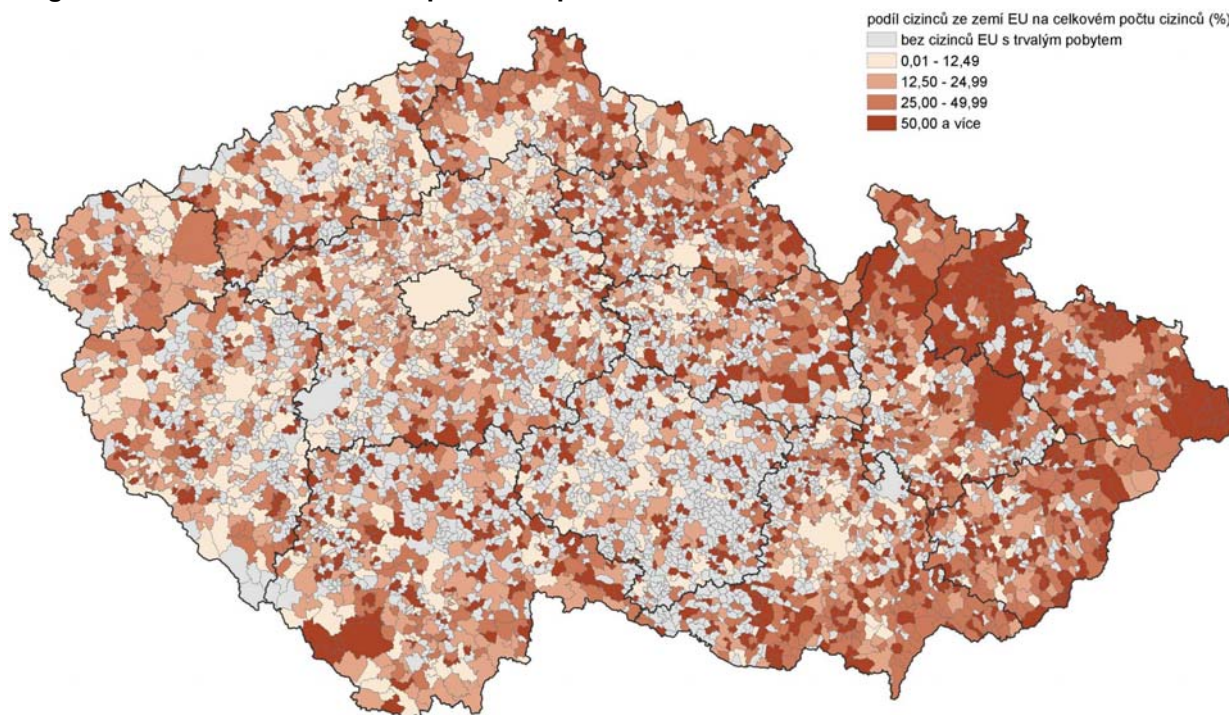 podíl cizinců ze zemí EU na celkovém počtu cizinců (%)
bez cizinců EU s trvalým pobytem
0,01 - 12,49
12,50 - 24,99
25,00 - 49,99
50,00 a více